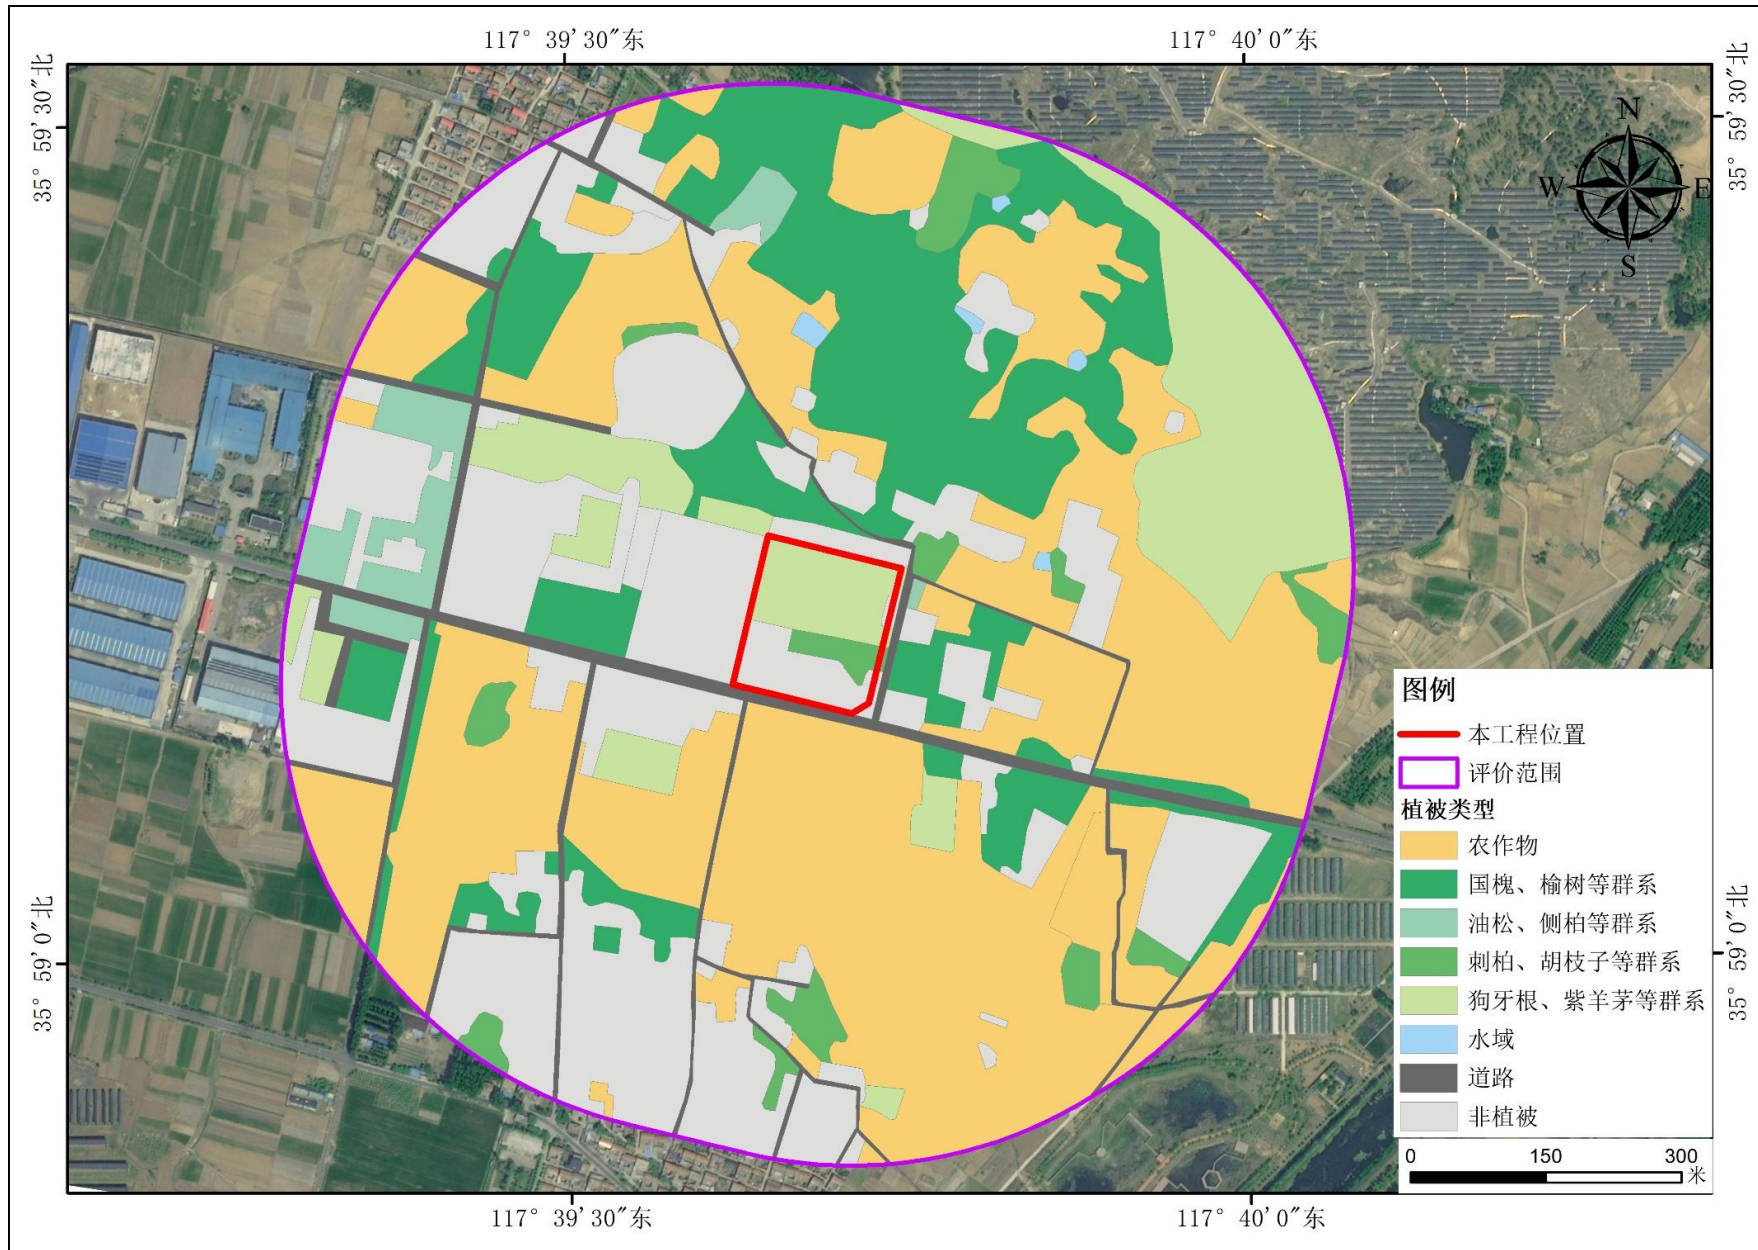 117° 39′30″东
117° 40′0″东
35° 59′30″北
35° 59′30″北
N
W
E
S
图例
本工程位置
评价范围
植被类型
农作物
国槐、榆树等群系
油松、侧柏等群系
刺柏、胡枝子等群系
狗牙根、紫羊茅等群系
水域
道路
非植被
35° 59′0″北
35° 59′0″北
0 150 300
米
117° 39′30″东
117° 40′0″东